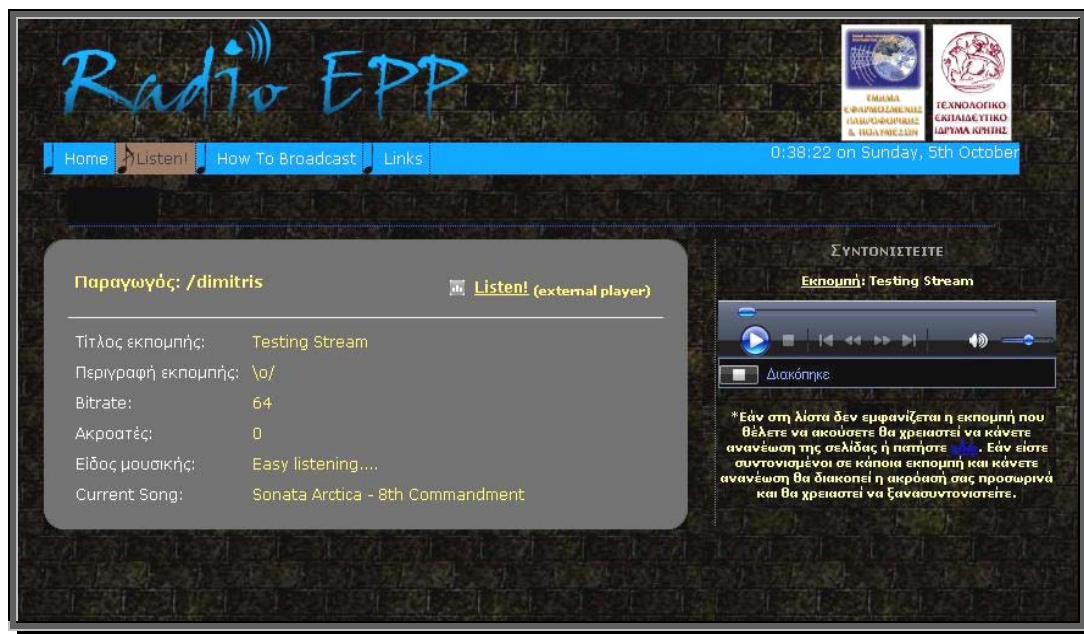 Radio EPP
ΤΜΗΜΑ
ΕΦΑΡΜΟΣΜΕΝΗΣ
ΠΛΗΡΟΦΟΡΙΚΗΣ
& ΠΟΛΥΜΕΣΩΝ
ΤΕΧΝΟΛΟΓΙΚΟ
ΕΚΠΑΙΔΕΥΤΙΚΟ
ΙΔΡΥΜΑ ΚΡΗΤΗΣ
Home Listen! How To Broadcast Links
0:38:22 on Sunday, 5th October
Παραγωγός: /dimitris
Listen! (external player)
Τίτλος εκπομπής: Testing Stream
Περιγραφή εκπομπής: \o/
Bitrate: 64
Ακροατές: 0
Είδος μουσικής: Easy listening....
Current Song: Sonata Arctica - 8th Commandment
Συντονιστείτε
Εκπομπή: Testing Stream
Διακόπηκε
*Εάν στη λίστα δεν εμφανίζεται η εκπομπή που
θέλετε να ακούσετε θα χρειαστεί να κάνετε
ανανέωση της σελίδας ή πατήστε εδώ. Εάν είστε
συντονισμένοι σε κάποια εκπομπή και κάνετε
ανανέωση θα διακοπεί η ακρόασή σας προσωρινά
και θα χρειαστεί να ξανασυντονιστείτε.